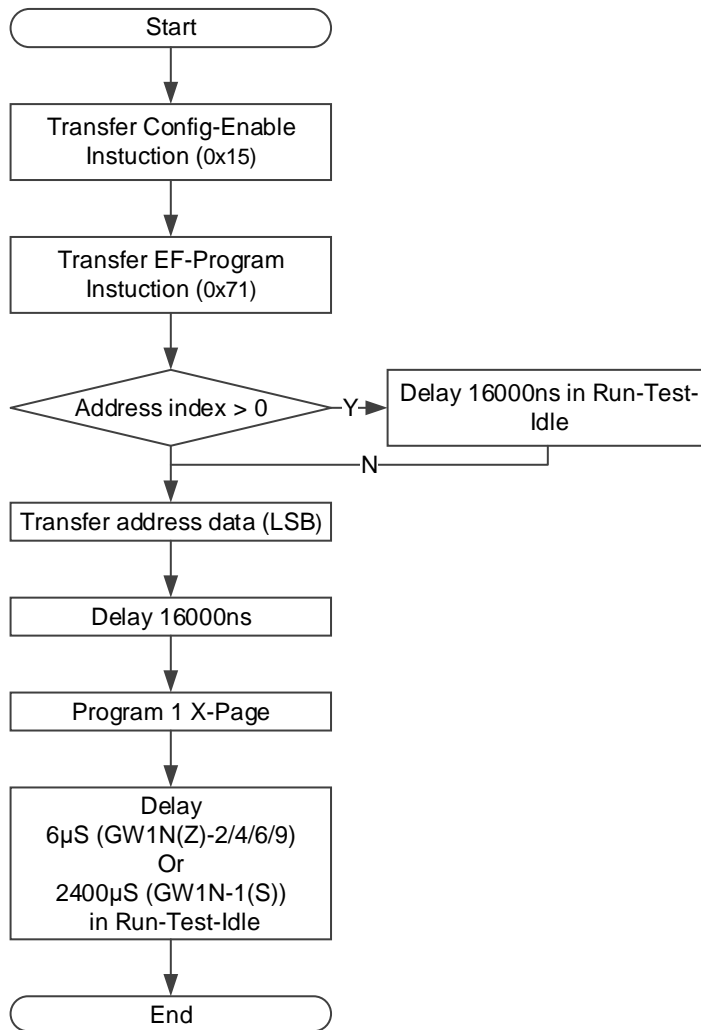 Start
Transfer Config-Enable
Instuction (0x15)
Transfer EF-Program
Instuction (0x71)
Address index > 0
Y
Delay 16000ns in Run-Test-
Idle
N
Transfer address data (LSB)
Delay 16000ns
Program 1 X-Page
Delay
6µS (GW1N(Z)-2/4/6/9)
Or
2400µS (GW1N-1(S))
in Run-Test-Idle
End